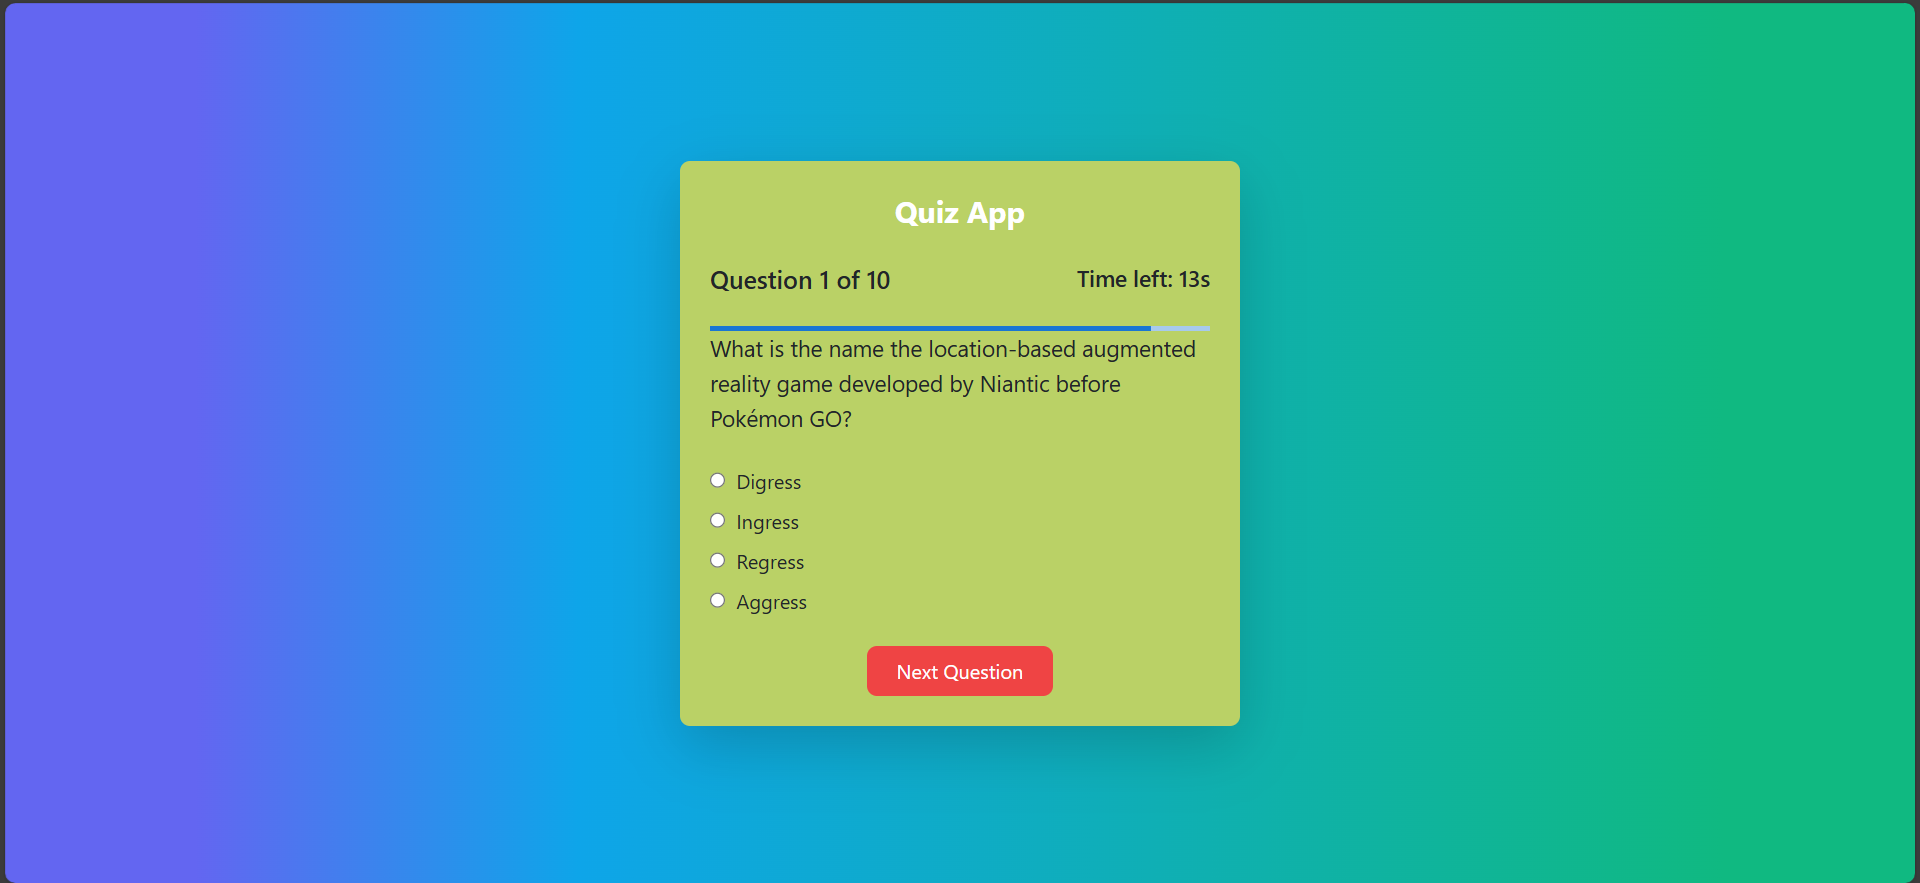 Quiz App
Question 1 of 10
Time left: 13s
What is the name the location-based augmented
reality game developed by Niantic before
Pokémon GO?
Digress
Ingress
Regress
Aggress
Next Question